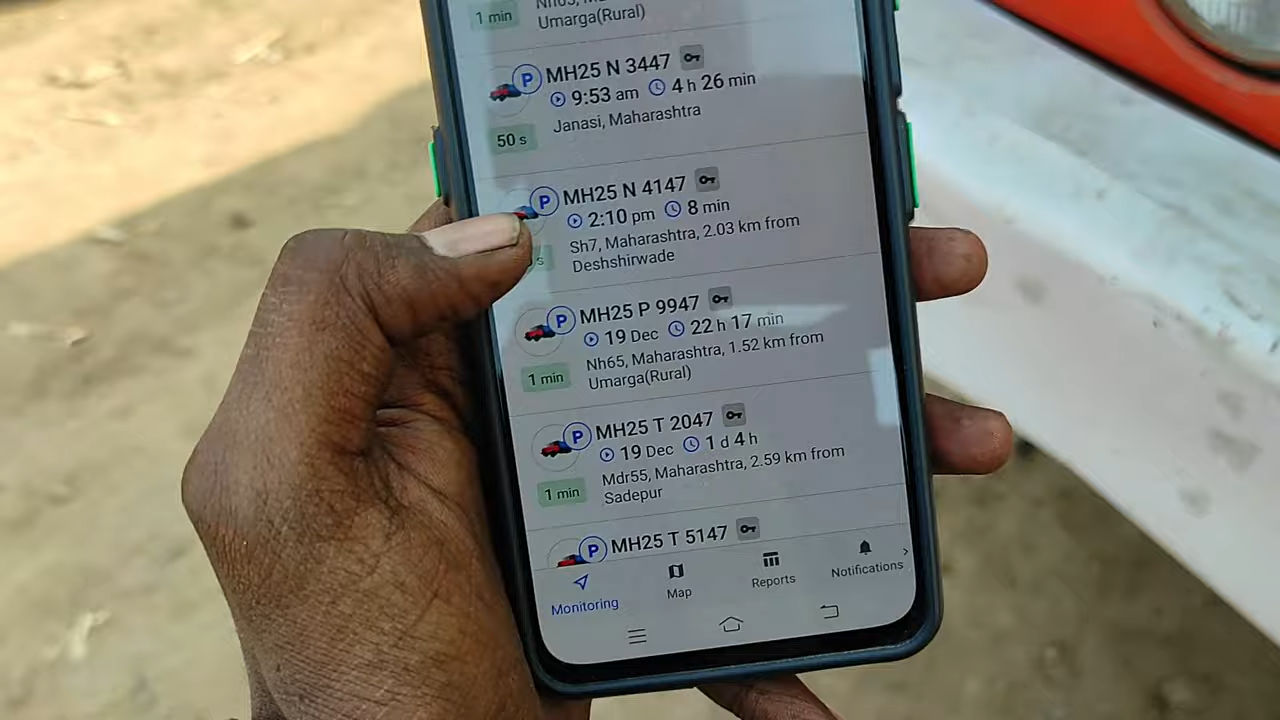 1 min
Umarga(Rural)
P MH25 N 3447
9:53 am 4 h 26 min
Janasi, Maharashtra
50 s
P MH25 N 4147
2:10 pm 8 min
Sh7, Maharashtra, 2.03 km from
Deshshirwade
s
P MH25 P 9947
19 Dec 22 h 17 min
Nh65, Maharashtra, 1.52 km from
Umarga(Rural)
1 min
P MH25 T 2047
19 Dec 1 d 4 h
Mdr55, Maharashtra, 2.59 km from
Sadepur
1 min
P MH25 T 5147
Monitoring Map Reports Notifications